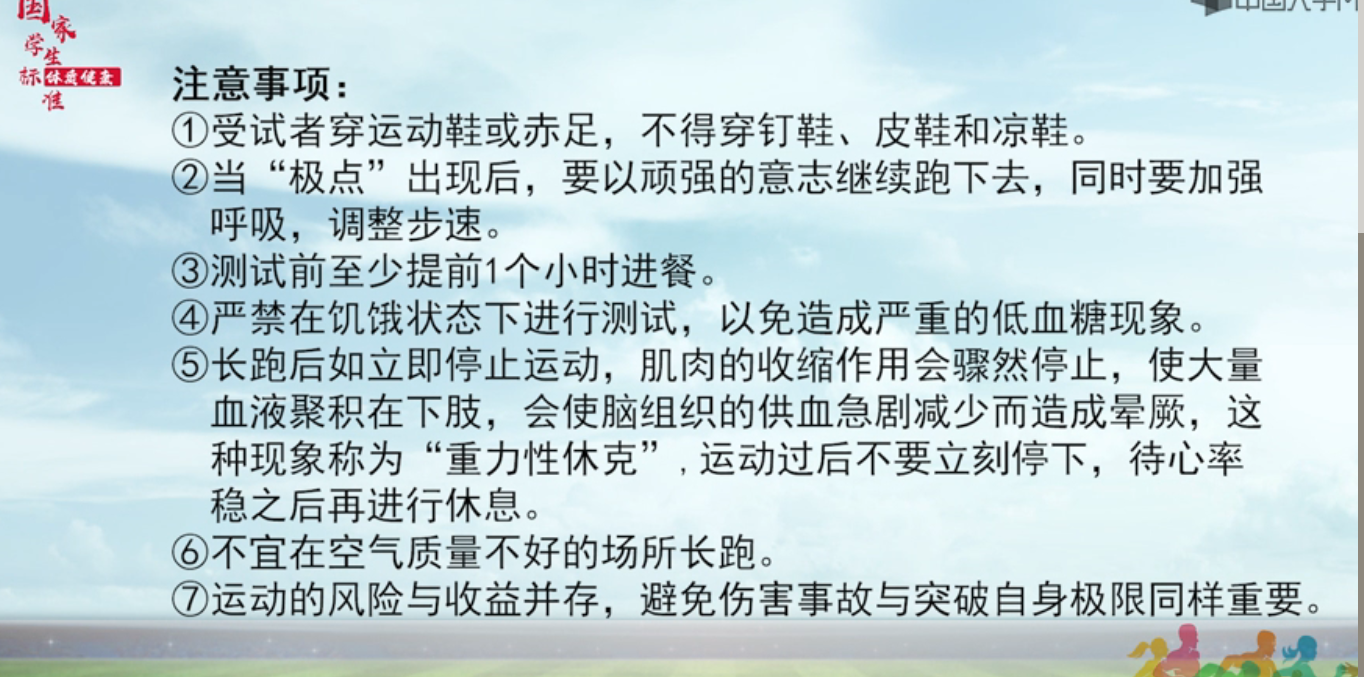 国家
学生
标体质健康
准
注意事项：
①受试者穿运动鞋或赤足，不得穿钉鞋、皮鞋和凉鞋。
②当“极点”出现后，要以顽强的意志继续跑下去，同时要加强
呼吸，调整步速。
③测试前至少提前1个小时进餐。
④严禁在饥饿状态下进行测试，以免造成严重的低血糖现象。
⑤长跑后如立即停止运动，肌肉的收缩作用会骤然停止，使大量
血液聚积在下肢，会使脑组织的供血急剧减少而造成晕厥，这
种现象称为“重力性休克”,运动过后不要立刻停下，待心率
稳之后再进行休息。
⑥不宜在空气质量不好的场所长跑。
⑦运动的风险与收益并存，避免伤害事故与突破自身极限同样重要。